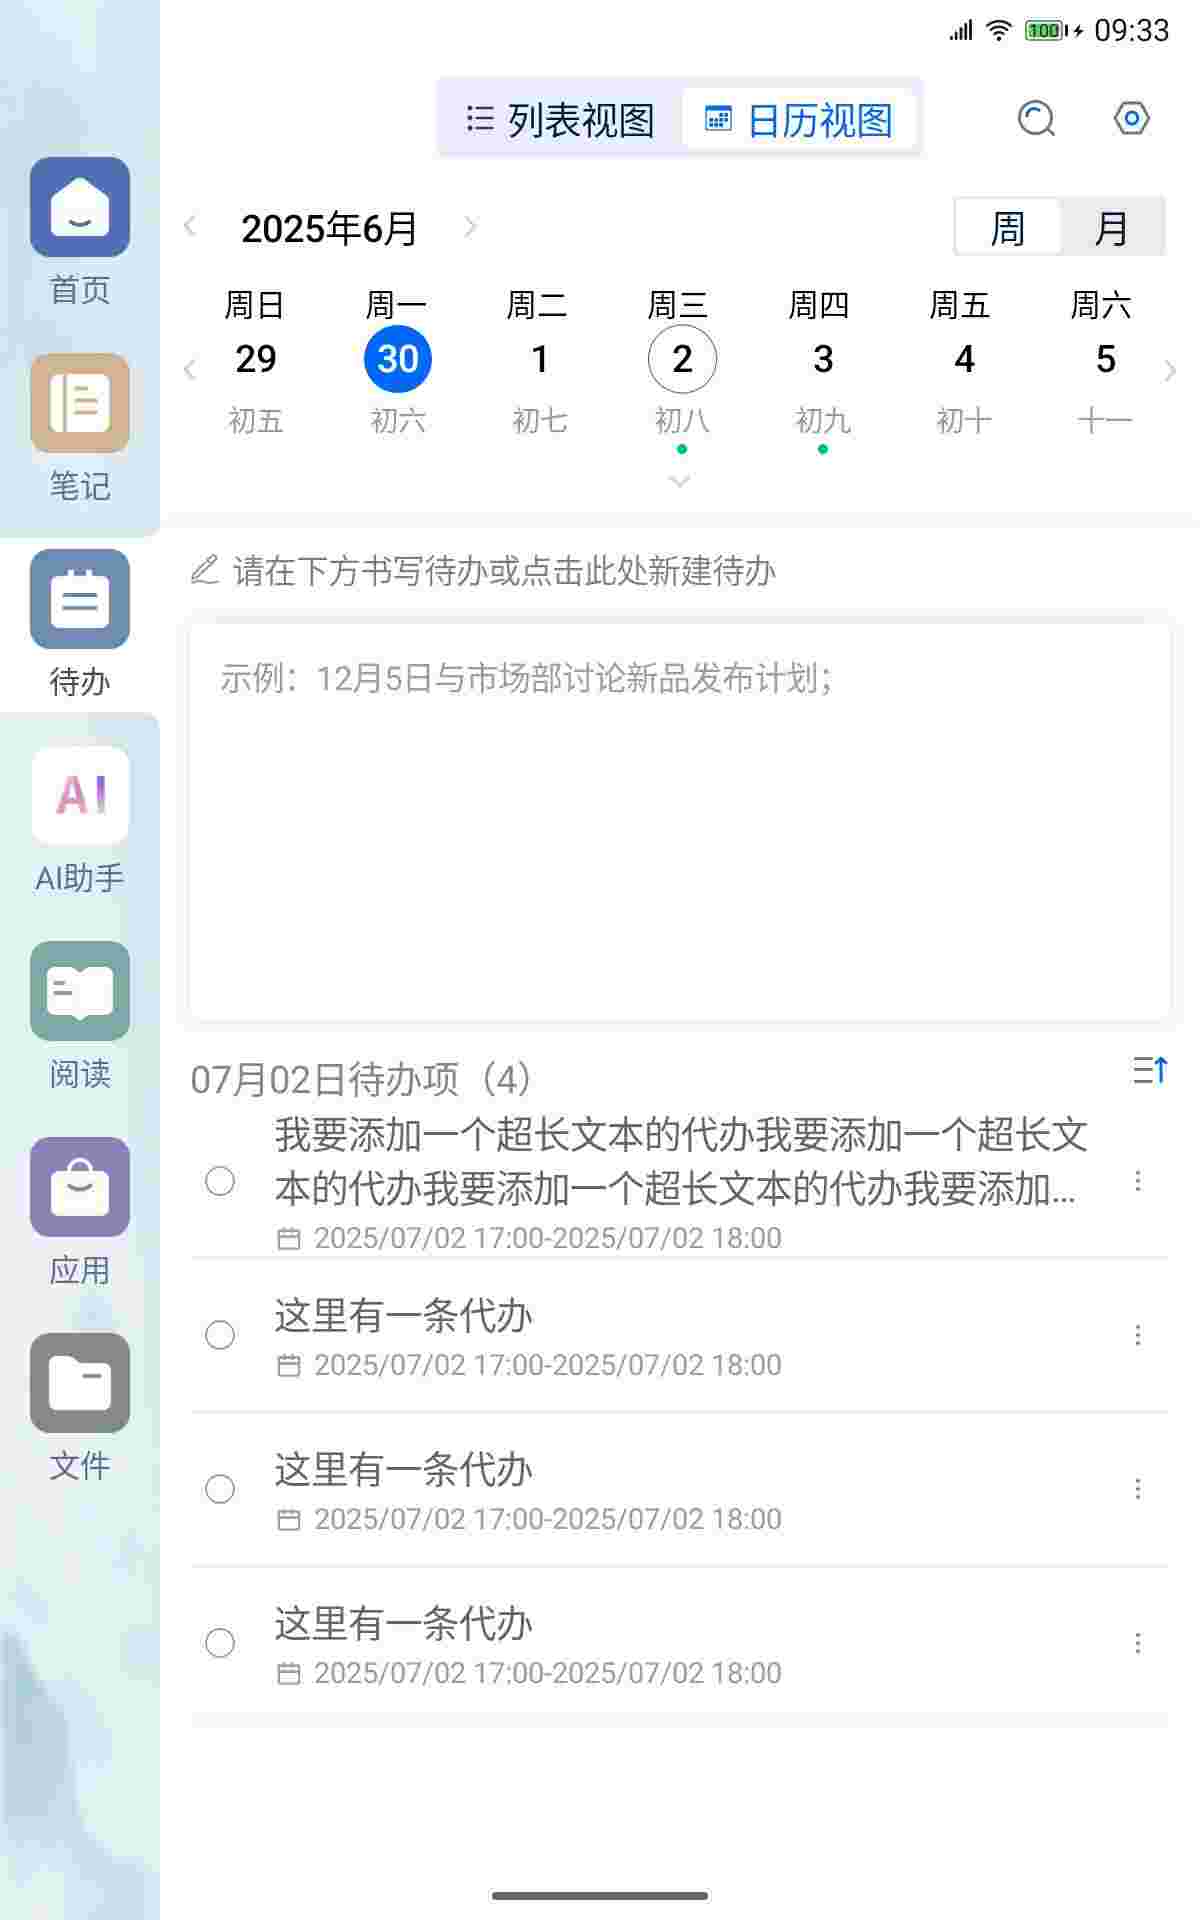 100 09:33
列表视图 日历视图
2025年6月
周 月
周日 周一 周二 周三 周四 周五 周六
29 30 1 2 3 4 5
初五 初六 初七 初八 初九 初十 十一
请在下方书写待办或点击此处新建待办
示例：12月5日与市场部讨论新品发布计划；
07月02日待办项（4）
我要添加一个超长文本的代办我要添加一个超长文
本的代办我要添加一个超长文本的代办我要添加...
2025/07/02 17:00-2025/07/02 18:00
这里有一条代办
2025/07/02 17:00-2025/07/02 18:00
这里有一条代办
2025/07/02 17:00-2025/07/02 18:00
这里有一条代办
2025/07/02 17:00-2025/07/02 18:00
首页
笔记
待办
AI
AI助手
阅读
应用
文件